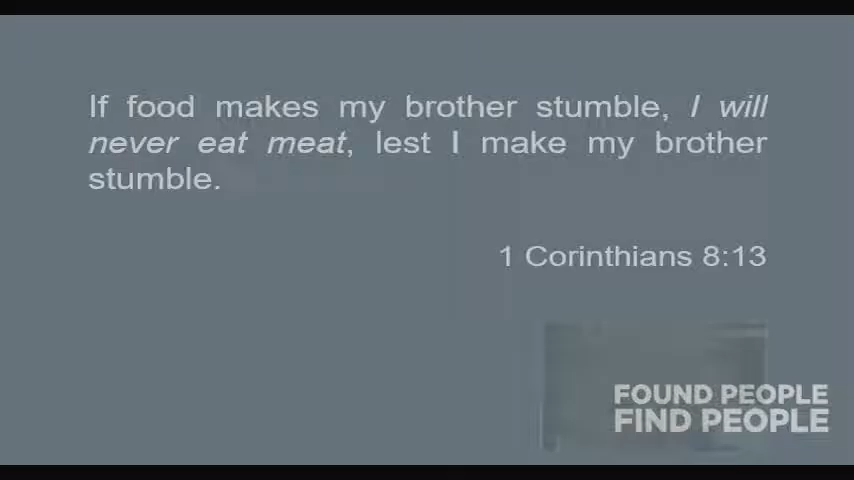 If food makes my brother stumble, I will
never eat meat, lest I make my brother
stumble.
1 Corinthians 8:13
FOUND PEOPLE
FIND PEOPLE